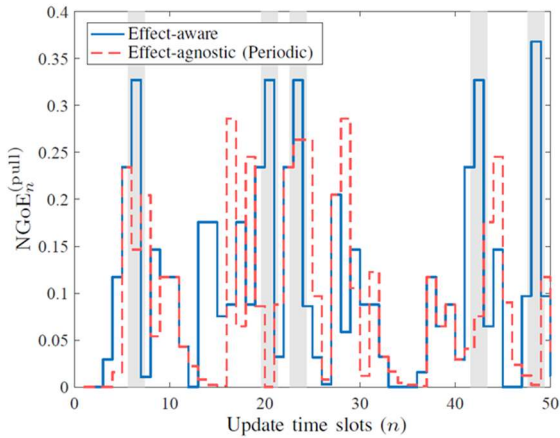 0.4
0.35
0.3
0.25
0.2
0.15
0.1
0.05
0
NGoE_n^(pull)
Effect-aware
Effect-agnostic (Periodic)
0 10 20 30 40 50
Update time slots (n)